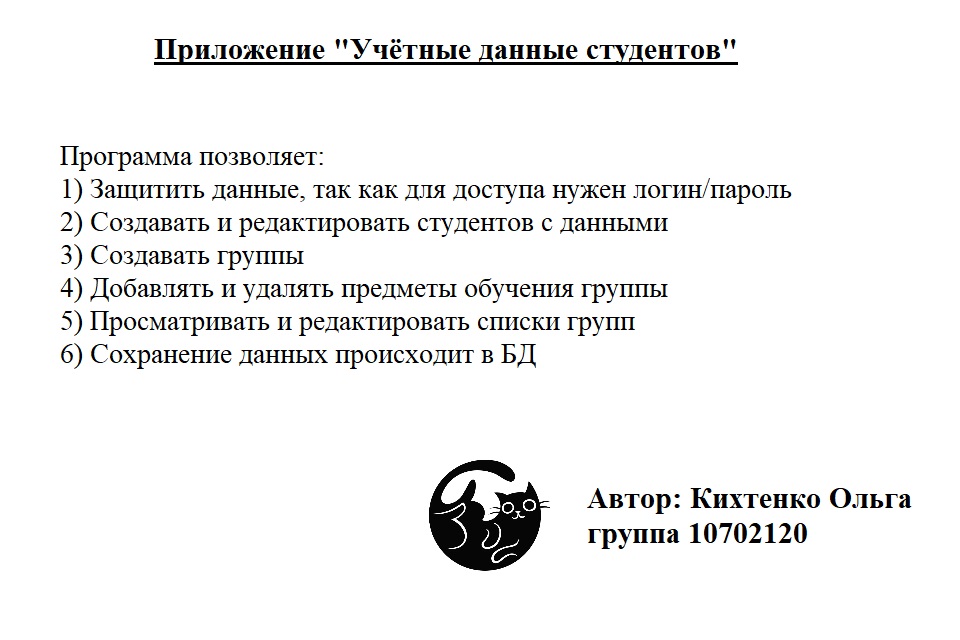 Приложение "Учётные данные студентов"
Программа позволяет:
1) Защитить данные, так как для доступа нужен логин/пароль
2) Создавать и редактировать студентов с данными
3) Создавать группы
4) Добавлять и удалять предметы обучения группы
5) Просматривать и редактировать списки групп
6) Сохранение данных происходит в БД
Автор: Кихтенко Ольга
группа 10702120